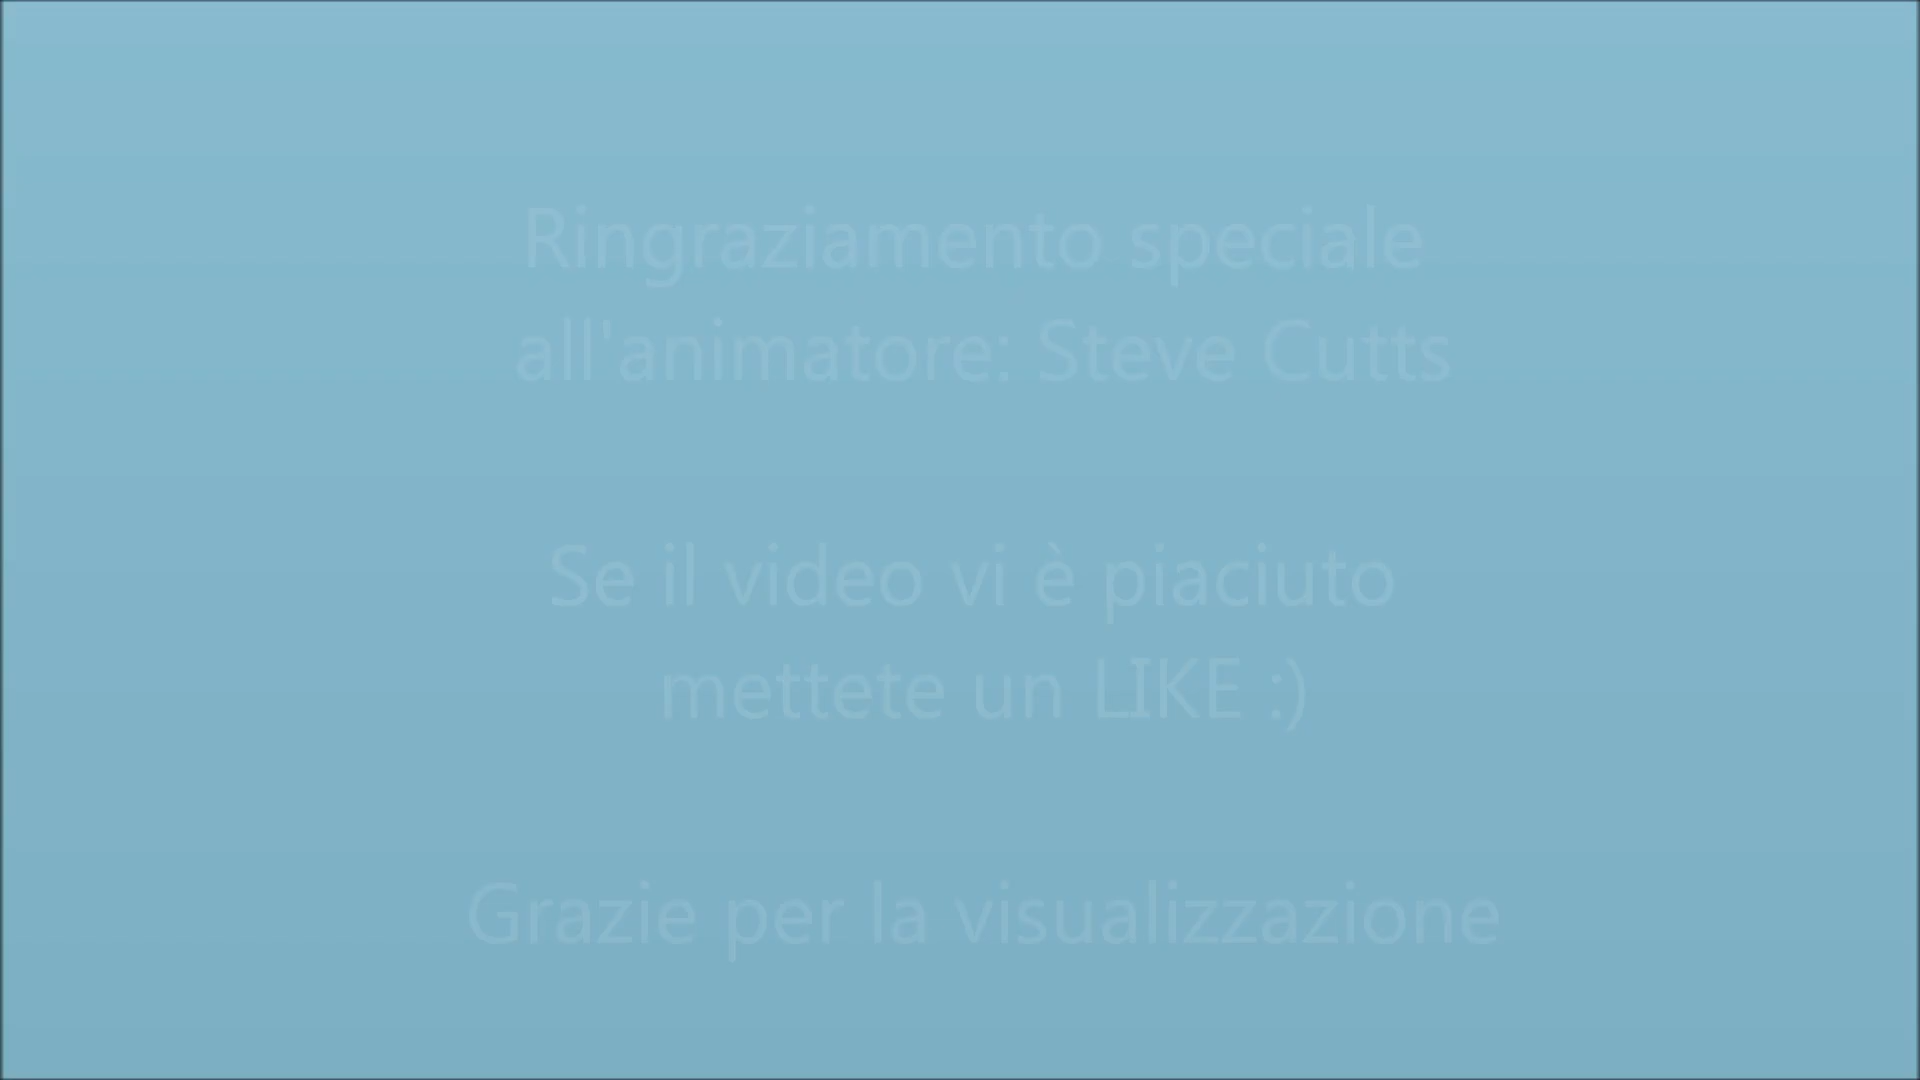 Ringraziamento speciale
all'animatore: Steve Cutts
Se il video vi è piaciuto
mettete un LIKE :)
Grazie per la visualizzazione